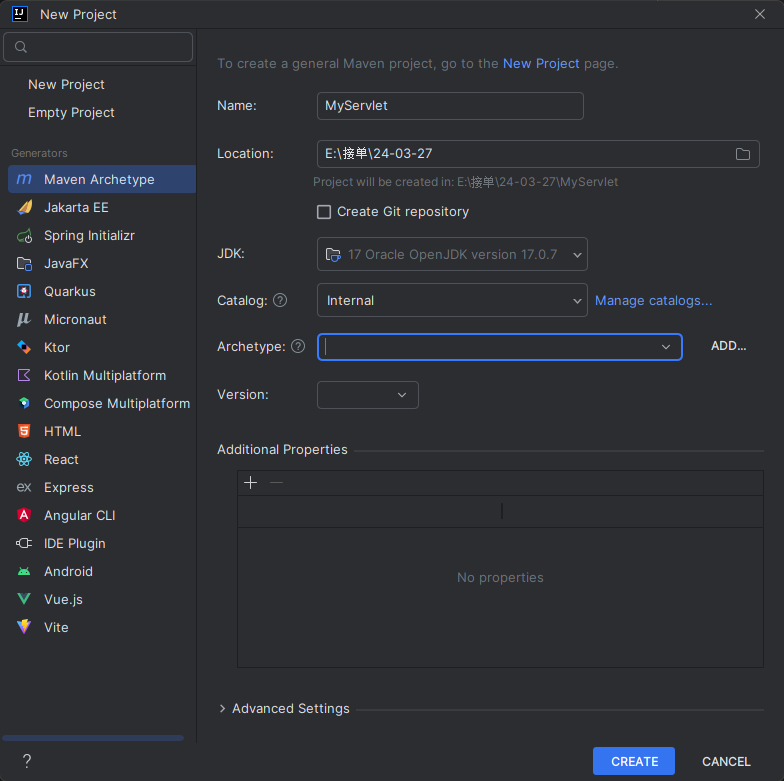 New Project
New Project
Empty Project
Generators
Maven Archetype
Jakarta EE
Spring Initializr
JavaFX
Quarkus
Micronaut
Ktor
Kotlin Multiplatform
Compose Multiplatform
HTML
React
Express
Angular CLI
IDE Plugin
Android
Vue.js
Vite
To create a general Maven project, go to the New Project page.
Name: MyServlet
Location: E:\接单\24-03-27
Project will be created in: E:\接单\24-03-27\MyServlet
Create Git repository
JDK: 17 Oracle OpenJDK version 17.0.7
Catalog: ? Internal Manage catalogs...
Archetype: ? ADD...
Version:
Additional Properties
No properties
Advanced Settings
? CREATE CANCEL